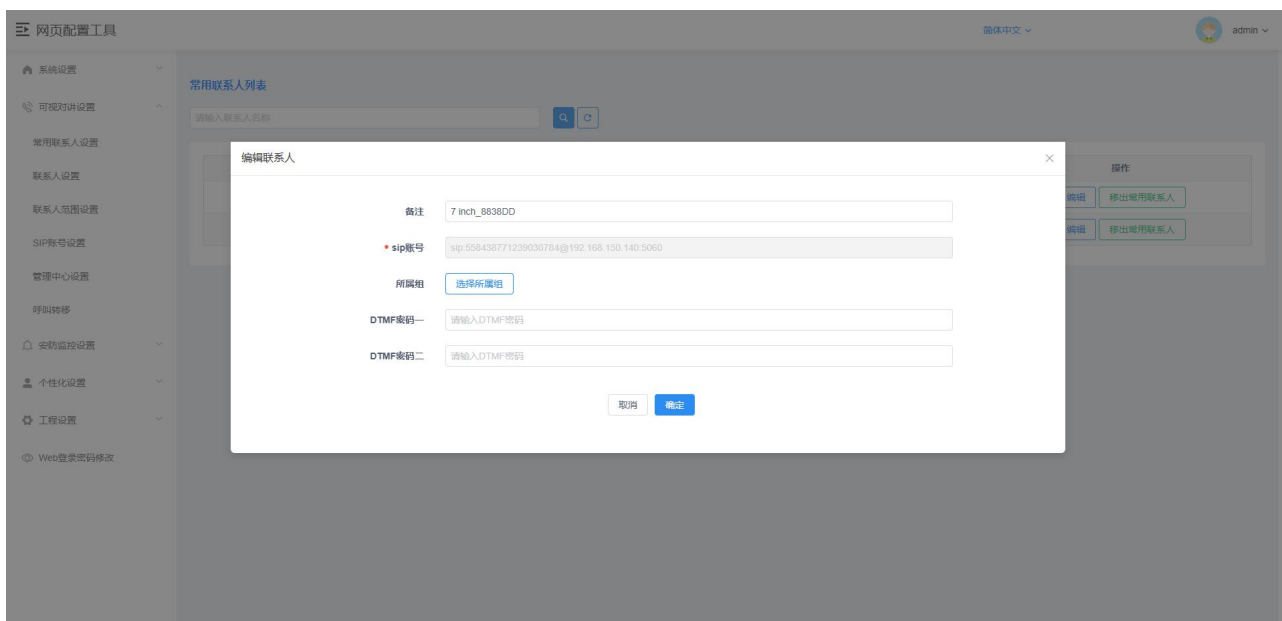 网页配置工具
简体中文
admin
系统设置
可视对讲设置
常用联系人设置
联系人设置
联系人范围设置
SIP账号设置
管理中心设置
呼叫转移
安防监控设置
个性化设置
工程设置
Web登录密码修改
常用联系人列表
请输入联系人名称
操作
编辑 移出常用联系人
编辑 移出常用联系人
编辑联系人
备注 7 inch_8838DD
* sip账号 sip:558438771239030784@192.168.150.140:5060
所属组 选择所属组
DTMF密码一 请输入DTMF密码
DTMF密码二 请输入DTMF密码
取消 确定